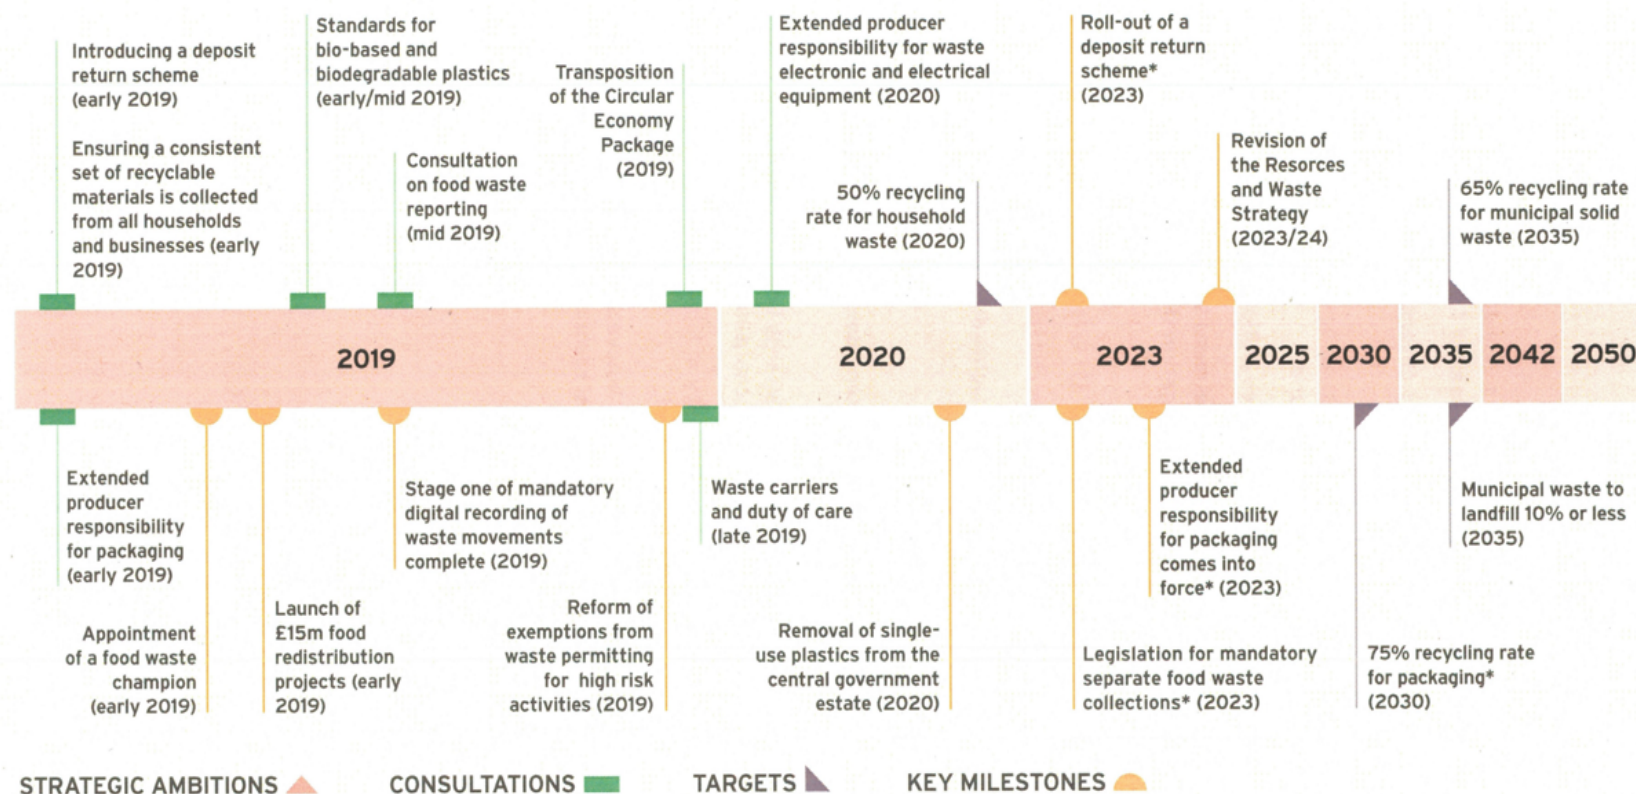 Introducing a deposit
return scheme
(early 2019)
Ensuring a consistent
set of recyclable
materials is collected
from all households
and businesses (early
2019)
Standards for
bio-based and
biodegradable plastics
(early/mid 2019)
Consultation
on food waste
reporting
(mid 2019)
Transposition
of the Circular
Economy
Package
(2019)
Extended producer
responsibility for waste
electronic and electrical
equipment (2020)
50% recycling
rate for household
waste (2020)
Roll-out of a
deposit return
scheme*
(2023)
Revision of
the Resorces
and Waste
Strategy
(2023/24)
65% recycling rate
for municipal solid
waste (2035)
2019 2020 2023 2025 2030 2035 2042 2050
Extended
producer
responsibility
for packaging
(early 2019)
Appointment
of a food waste
champion
(early 2019)
Launch of
£15m food
redistribution
projects (early
2019)
Stage one of mandatory
digital recording of
waste movements
complete (2019)
Reform of
exemptions from
waste permitting
for high risk
activities (2019)
Waste carriers
and duty of care
(late 2019)
Removal of single-
use plastics from the
central government
estate (2020)
Legislation for mandatory
separate food waste
collections* (2023)
Extended
producer
responsibility
for packaging
comes into
force* (2023)
75% recycling rate
for packaging*
(2030)
Municipal waste to
landfill 10% or less
(2035)
STRATEGIC AMBITIONS CONSULTATIONS TARGETS KEY MILESTONES